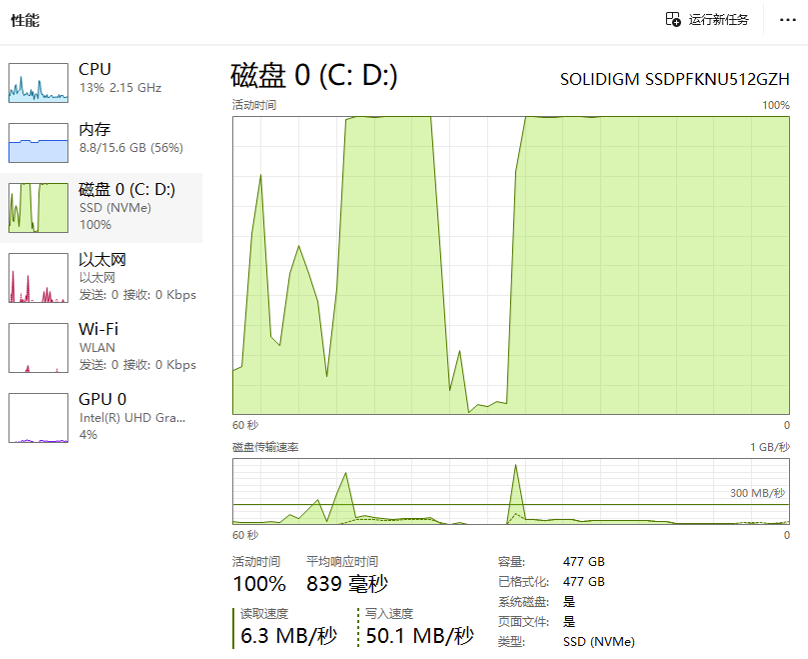 性能
运行新任务
CPU
13% 2.15 GHz
内存
8.8/15.6 GB (56%)
磁盘 0 (C: D:)
SSD (NVMe)
100%
以太网
以太网
发送: 0 接收: 0 Kbps
Wi-Fi
WLAN
发送: 0 接收: 0 Kbps
GPU 0
Intel(R) UHD Gra...
4%
磁盘 0 (C: D:)
SOLIDIGM SSDPFKNU512GZH
活动时间
100%
60 秒
0
磁盘传输速率
1 GB/秒
300 MB/秒
60 秒
0
活动时间
平均响应时间
100%
839 毫秒
读取速度
写入速度
6.3 MB/秒
50.1 MB/秒
容量: 477 GB
已格式化: 477 GB
系统磁盘: 是
页面文件: 是
类型: SSD (NVMe)